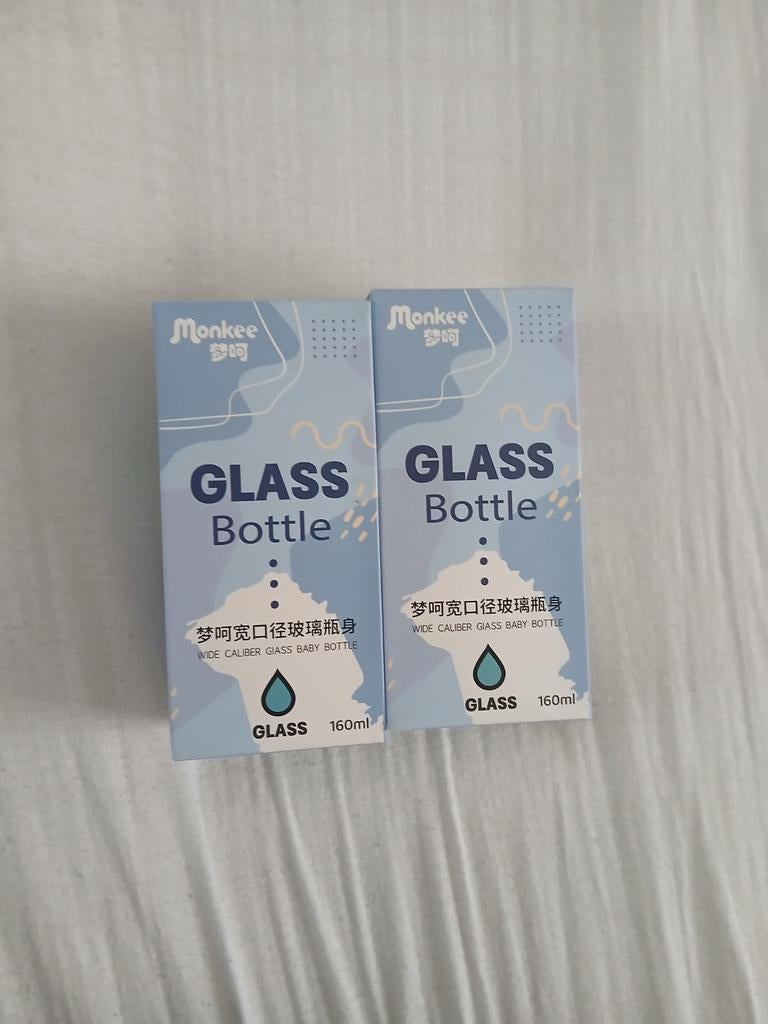 Monkee
梦呵
GLASS
Bottle
梦呵宽口径玻璃瓶身
WIDE CALIBER GIASS BABY BOTTLE
GLASS
160ml
Monkee
梦呵
GLASS
Bottle
梦呵宽口径玻璃瓶身
WIDE CALIBER GIASS BABY BOTTLE
GLASS
160ml